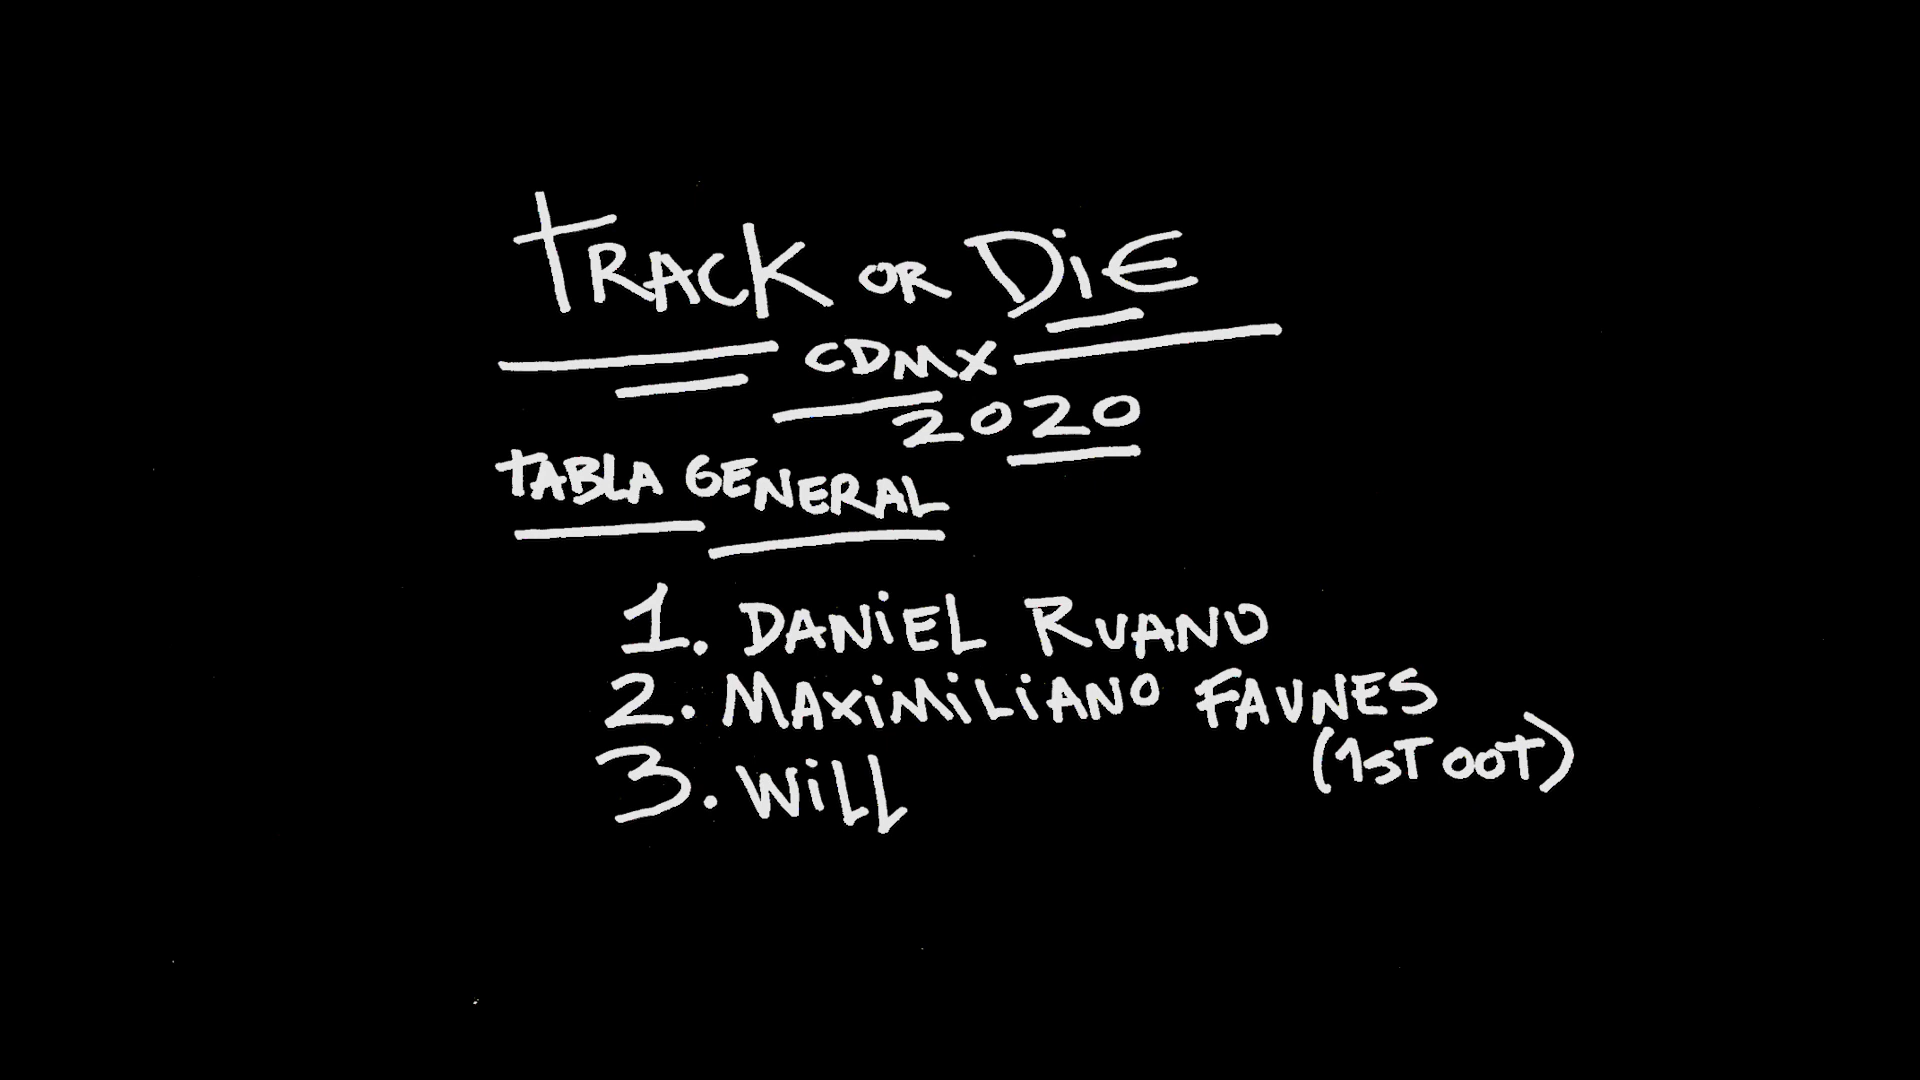 TRACK OR DiE
CDMX
2020
TABLA GENERAL
1. DANiEL RUANO
2. MAXiMiLiANO FAUNES
(1ST OOT)
3. WiLL